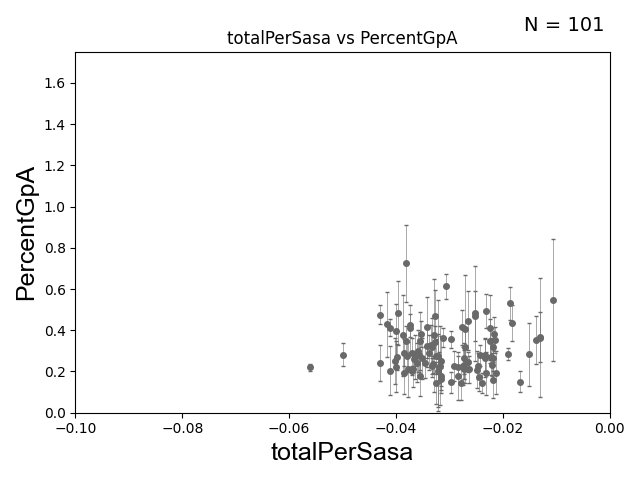 N = 101
totalPerSasa vs PercentGpA
PercentGpA
1.6
1.4
1.2
1.0
0.8
0.6
0.4
0.2
0.0
−0.10 −0.08 −0.06 −0.04 −0.02 0.00
totalPerSasa